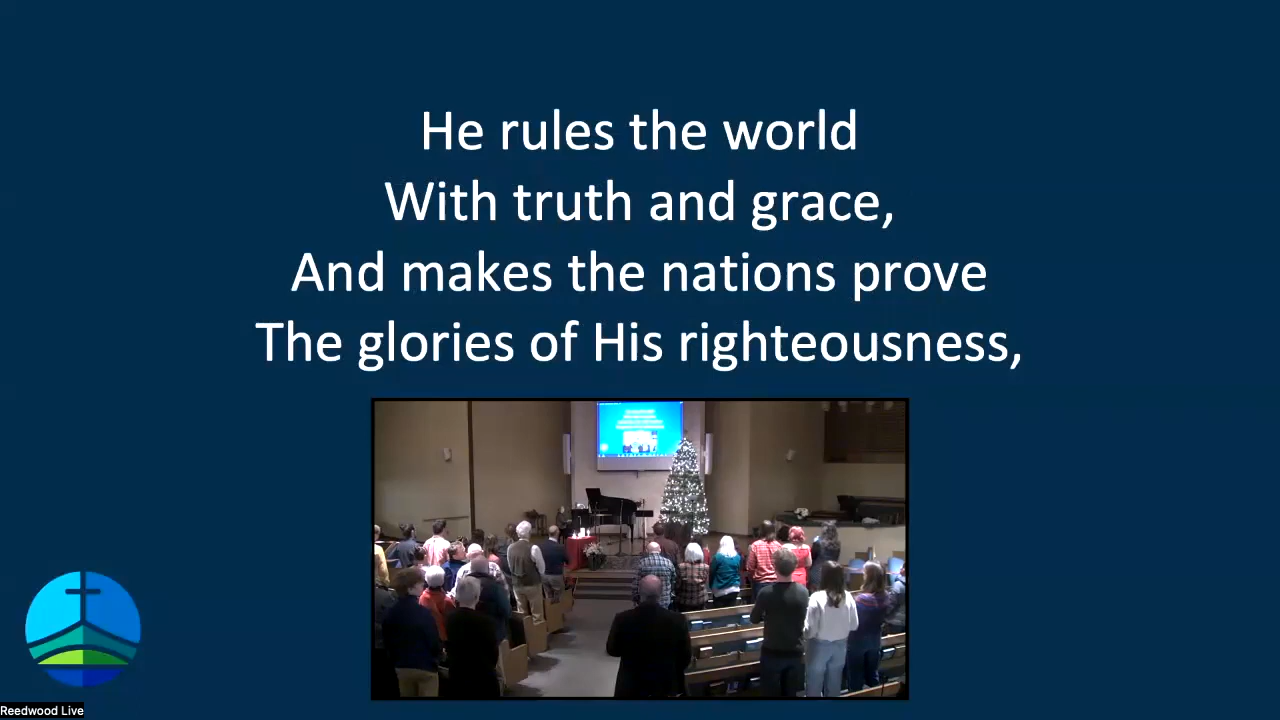 He rules the world
With truth and grace,
And makes the nations prove
The glories of His righteousness,
Reedwood Live